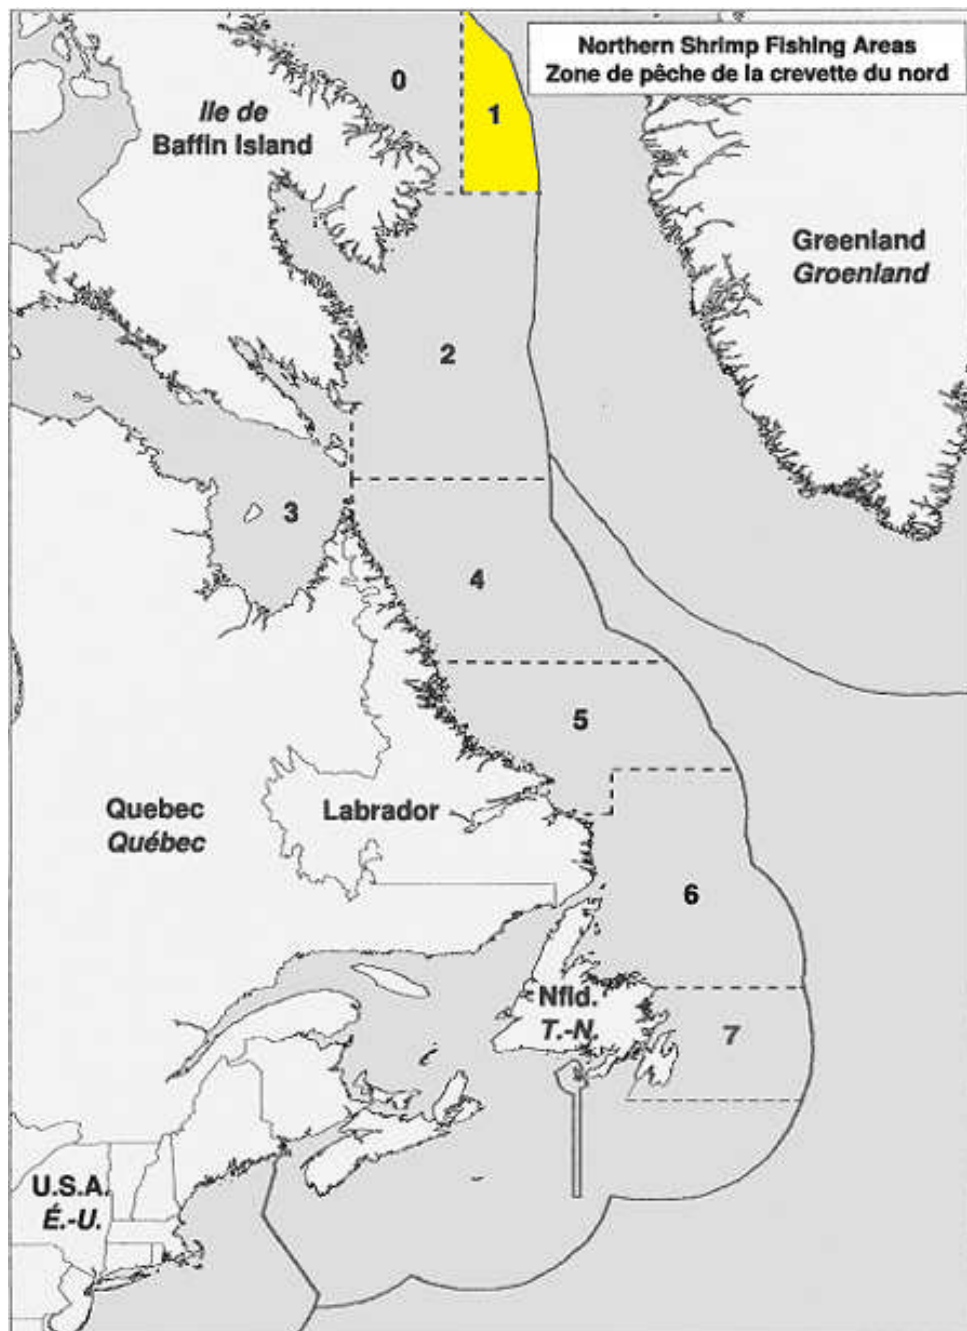 Northern Shrimp Fishing Areas
Zone de pêche de la crevette du nord
0
1
Ile de
Baffin Island
Greenland
Groenland
2
3
4
5
Quebec
Québec
Labrador
6
Nfld.
T.-N.
7
U.S.A.
É.-U.